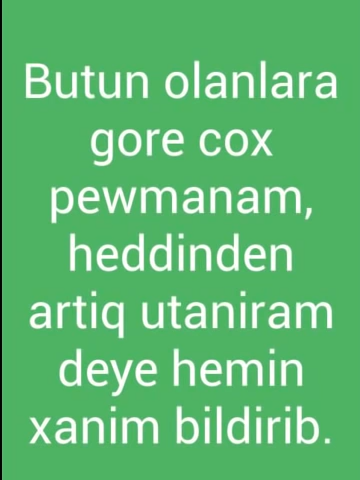 Butun olanlara
gore cox
pewmanam,
heddinden
artiq utaniram
deye hemin
xanim bildirib.